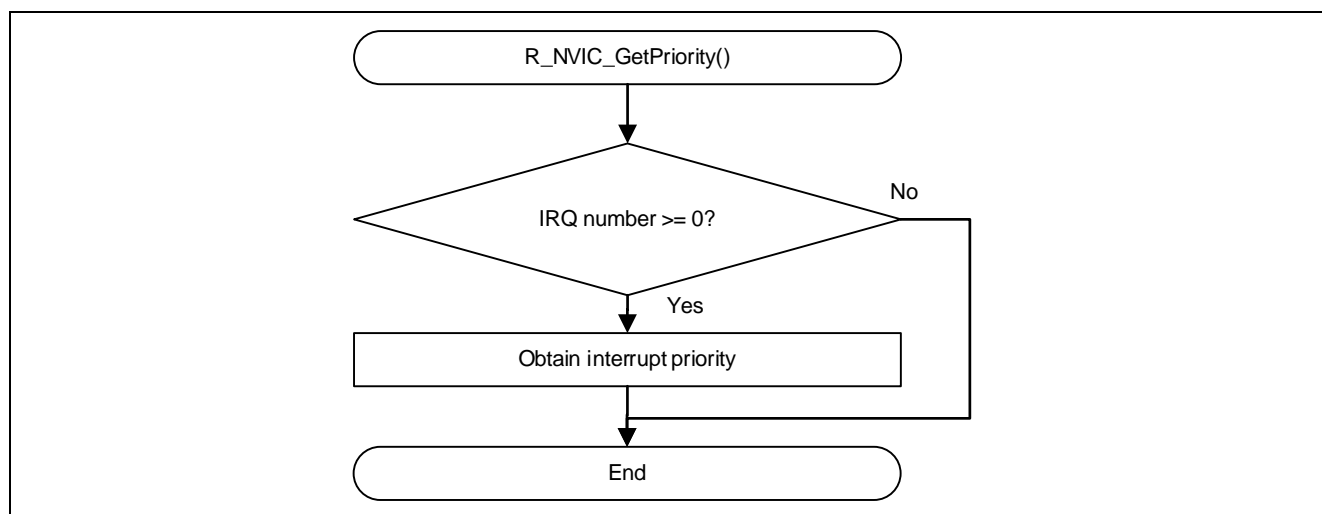 R_NVIC_GetPriority()
No
IRQ number >= 0?
Yes
Obtain interrupt priority
End